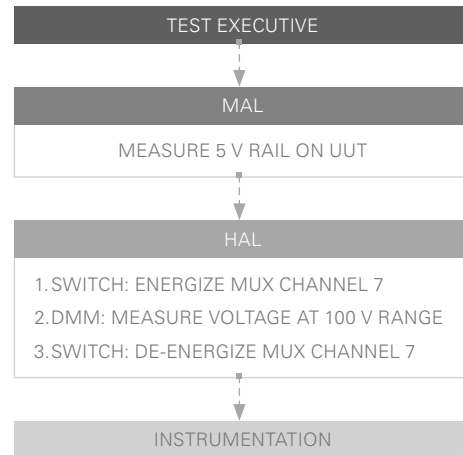 TEST EXECUTIVE
MAL
MEASURE 5 V RAIL ON UUT
HAL
1. SWITCH: ENERGIZE MUX CHANNEL 7
2. DMM: MEASURE VOLTAGE AT 100 V RANGE
3. SWITCH: DE-ENERGIZE MUX CHANNEL 7
INSTRUMENTATION